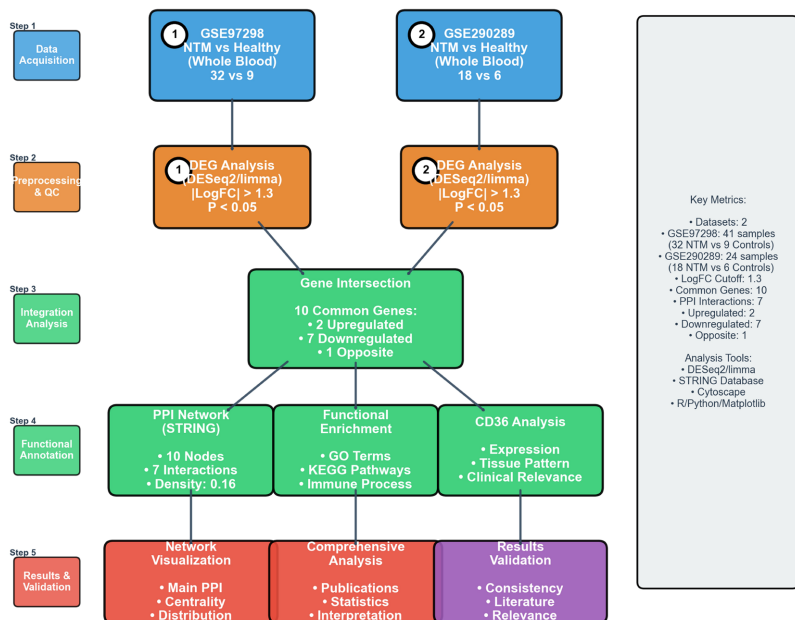 Step 1
Data
Acquisition
1
GSE97298
NTM vs Healthy
(Whole Blood)
32 vs 9
2
GSE290289
NTM vs Healthy
(Whole Blood)
18 vs 6
Step 2
Preprocessing
& QC
1
DEG Analysis
(DESeq2/limma)
|LogFC| > 1.3
P < 0.05
2
DEG Analysis
(DESeq2/limma)
|LogFC| > 1.3
P < 0.05
Step 3
Integration
Analysis
Gene Intersection
10 Common Genes:
• 2 Upregulated
• 7 Downregulated
• 1 Opposite
Step 4
Functional
Annotation
PPI Network
(STRING)
• 10 Nodes
• 7 Interactions
• Density: 0.16
Functional
Enrichment
• GO Terms
• KEGG Pathways
• Immune Process
CD36 Analysis
• Expression
• Tissue Pattern
• Clinical Relevance
Step 5
Results &
Validation
Network
Visualization
• Main PPI
• Centrality
• Distribution
Comprehensive
Analysis
• Publications
• Statistics
• Interpretation
Results
Validation
• Consistency
• Literature
• Relevance
Key Metrics:
• Datasets: 2
• GSE97298: 41 samples
(32 NTM vs 9 Controls)
• GSE290289: 24 samples
(18 NTM vs 6 Controls)
• LogFC Cutoff: 1.3
• Common Genes: 10
• PPI Interactions: 7
• Upregulated: 2
• Downregulated: 7
• Opposite: 1
Analysis Tools:
• DESeq2/limma
• STRING Database
• Cytoscape
• R/Python/Matplotlib